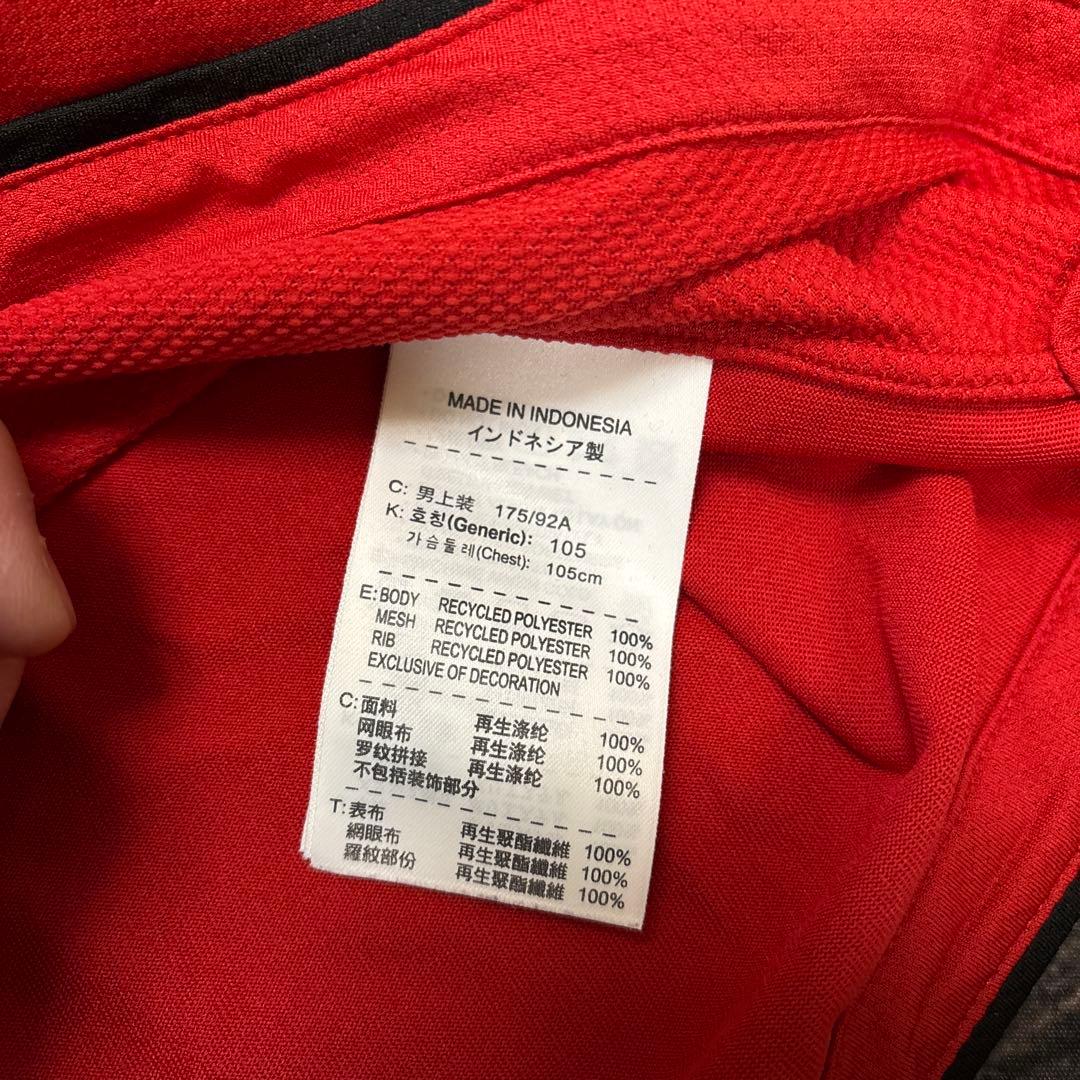 MADE IN INDONESIA
インドネシア製
C: 男上装 175/92A
K: 호칭(Generic): 105
가슴둘레(Chest): 105cm
E: BODY RECYCLED POLYESTER 100%
MESH RECYCLED POLYESTER 100%
RIB RECYCLED POLYESTER 100%
EXCLUSIVE OF DECORATION
C: 面料 再生涤纶 100%
网眼布 再生涤纶 100%
罗纹拼接 再生涤纶 100%
不包括装饰部分
T: 表布 再生聚酯纖維 100%
網眼布 再生聚酯纖維 100%
羅紋部份 再生聚酯纖維 100%